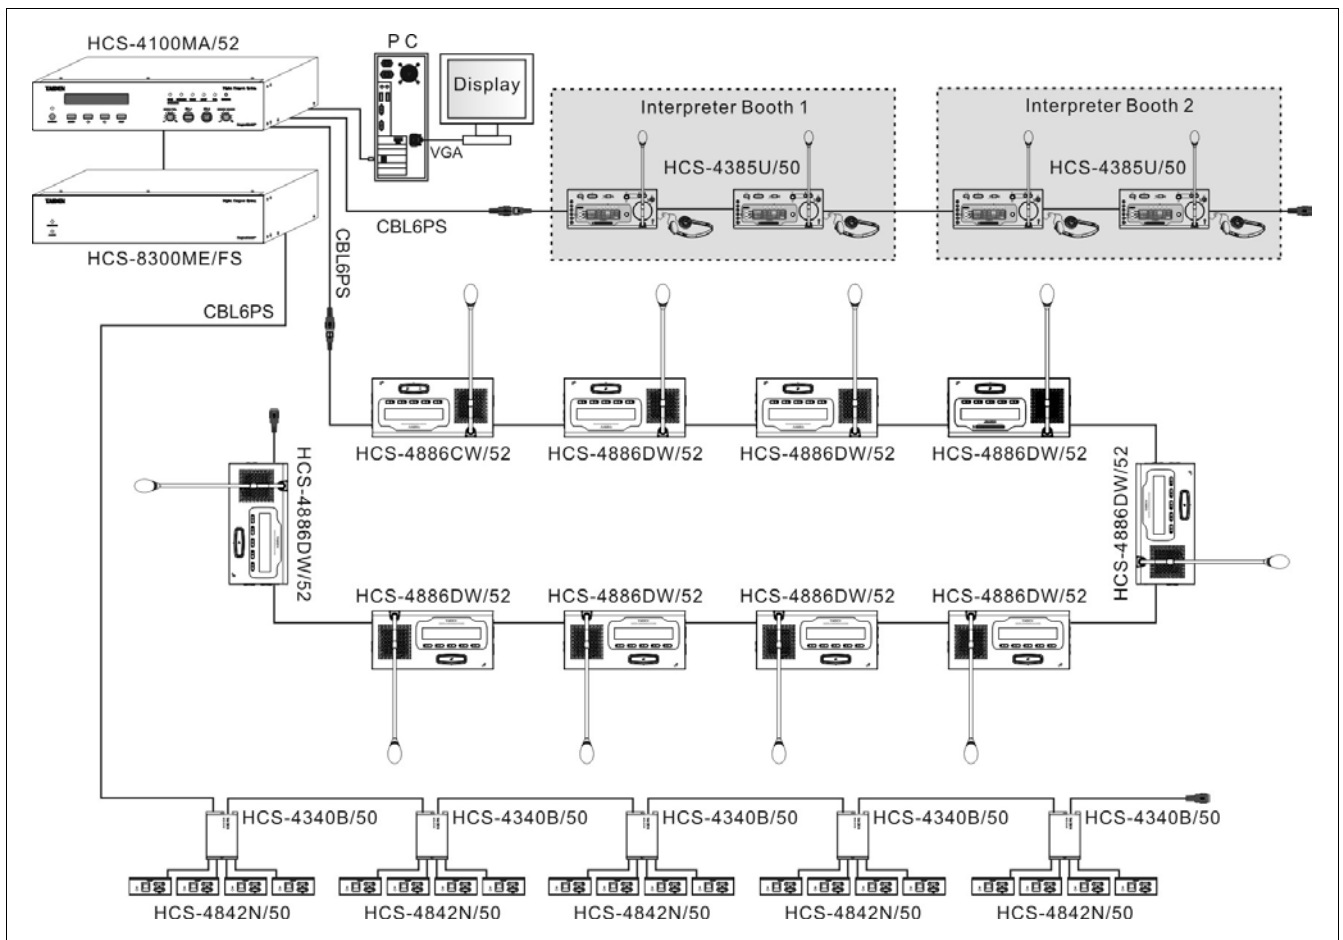 HCS-4100MA/52
PC
Display
VGA
TAIDEN
HCS-8300ME/FS
TAIDEN
CBL6PS
CBL6PS
CBL6PS
Interpreter Booth 1
HCS-4385U/50
Interpreter Booth 2
HCS-4385U/50
HCS-4886CW/52
HCS-4886DW/52
HCS-4886DW/52
HCS-4886DW/52
HCS-4886DW/52
HCS-4886DW/52
HCS-4886DW/52
HCS-4886DW/52
HCS-4886DW/52
HCS-4886DW/52
HCS-4340B/50
HCS-4340B/50
HCS-4340B/50
HCS-4340B/50
HCS-4340B/50
HCS-4842N/50
HCS-4842N/50
HCS-4842N/50
HCS-4842N/50
HCS-4842N/50